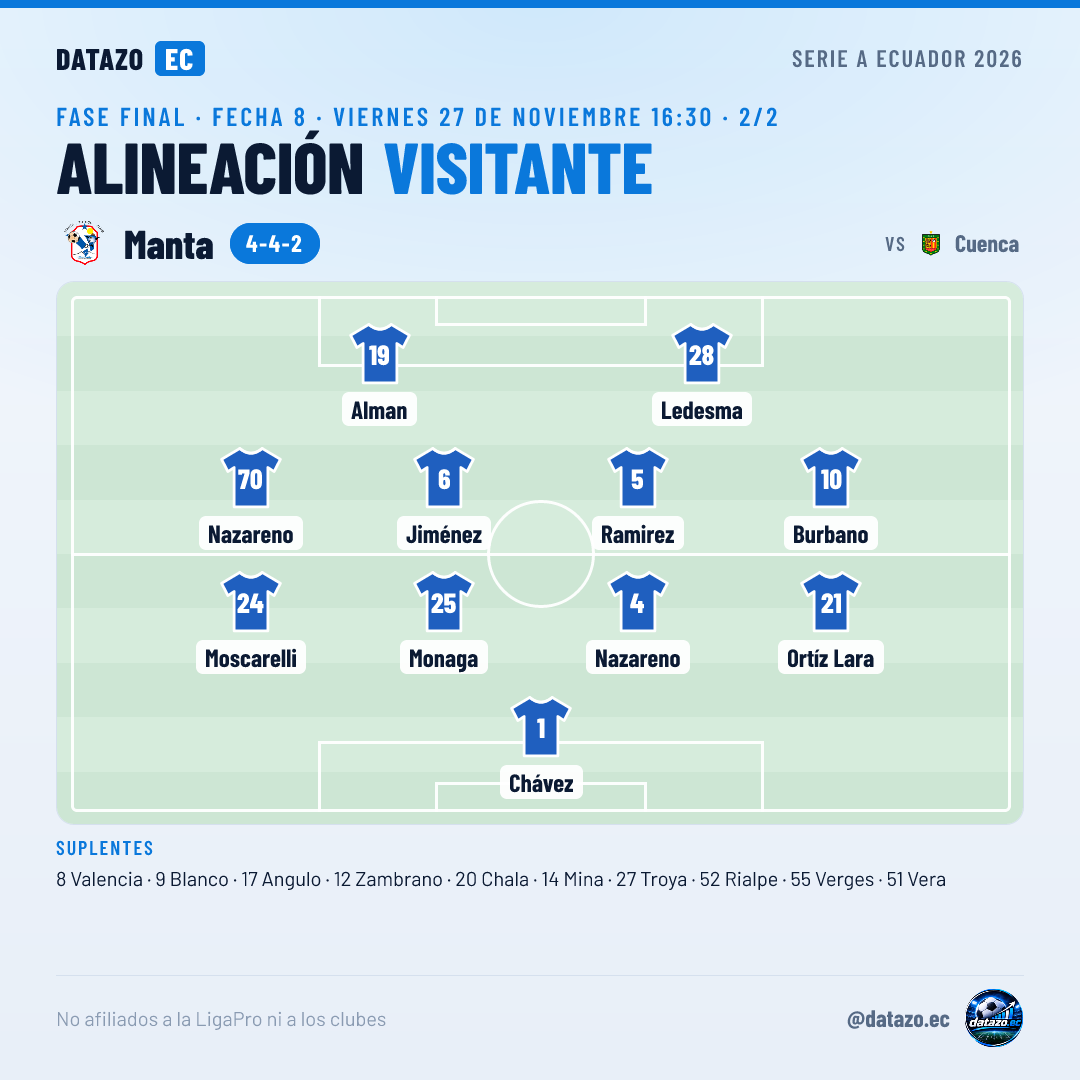 DATAZO EC
SERIE A ECUADOR 2026
FASE FINAL · FECHA 8 · VIERNES 27 DE NOVIEMBRE 16:30 · 2/2
ALINEACIÓN VISITANTE
Manta 4-4-2
VS Cuenca
19 28
Alman Ledesma
70 6 5 10
Nazareno Jiménez Ramirez Burbano
24 25 4 21
Moscarelli Monaga Nazareno Ortíz Lara
1
Chávez
SUPLENTES
8 Valencia · 9 Blanco · 17 Angulo · 12 Zambrano · 20 Chala · 14 Mina · 27 Troya · 52 Rialpe · 55 Verges · 51 Vera
No afiliados a la LigaPro ni a los clubes
@datazo.ec
datazo.ec